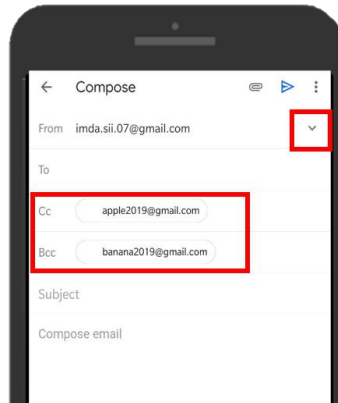 Compose
From imda.sii.07@gmail.com
To
Cc apple2019@gmail.com
Bcc banana2019@gmail.com
Subject
Compose email